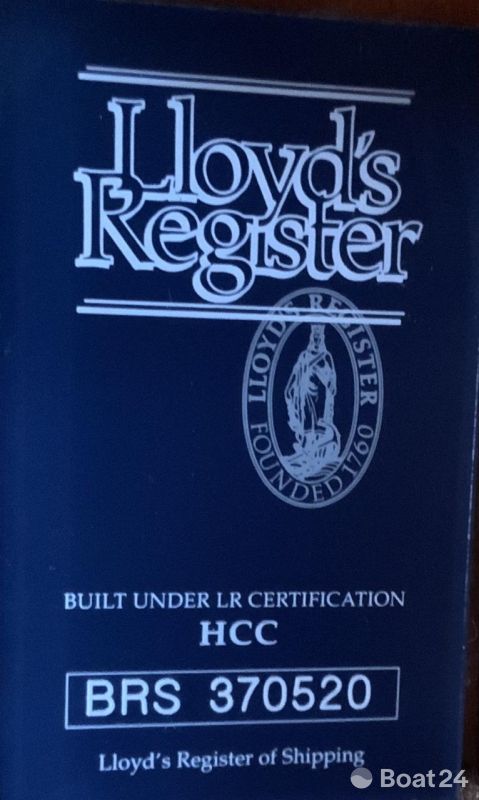 Lloyd's
Register
LLOYD'S REGISTER
FOUNDED 1760
BUILT UNDER LR CERTIFICATION
HCC
BRS 370520
Lloyd's Register of Shipping
Boat24